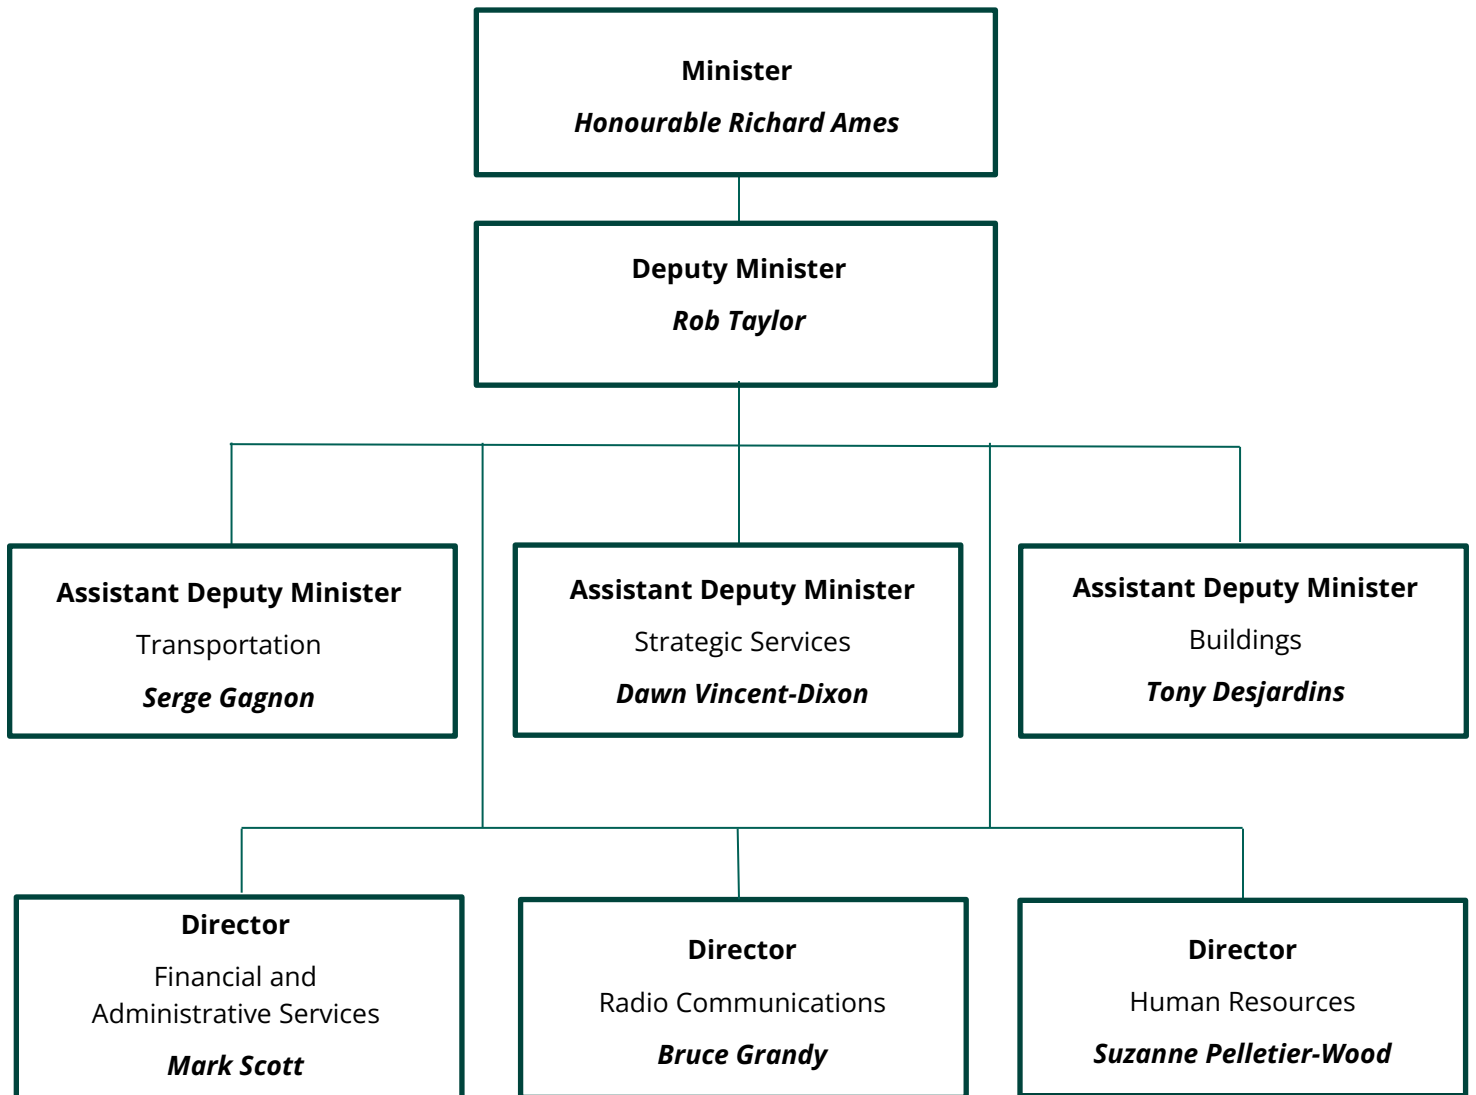 Minister
Honourable Richard Ames
Deputy Minister
Rob Taylor
Assistant Deputy Minister
Transportation
Serge Gagnon
Assistant Deputy Minister
Strategic Services
Dawn Vincent-Dixon
Assistant Deputy Minister
Buildings
Tony Desjardins
Director
Financial and
Administrative Services
Mark Scott
Director
Radio Communications
Bruce Grandy
Director
Human Resources
Suzanne Pelletier-Wood